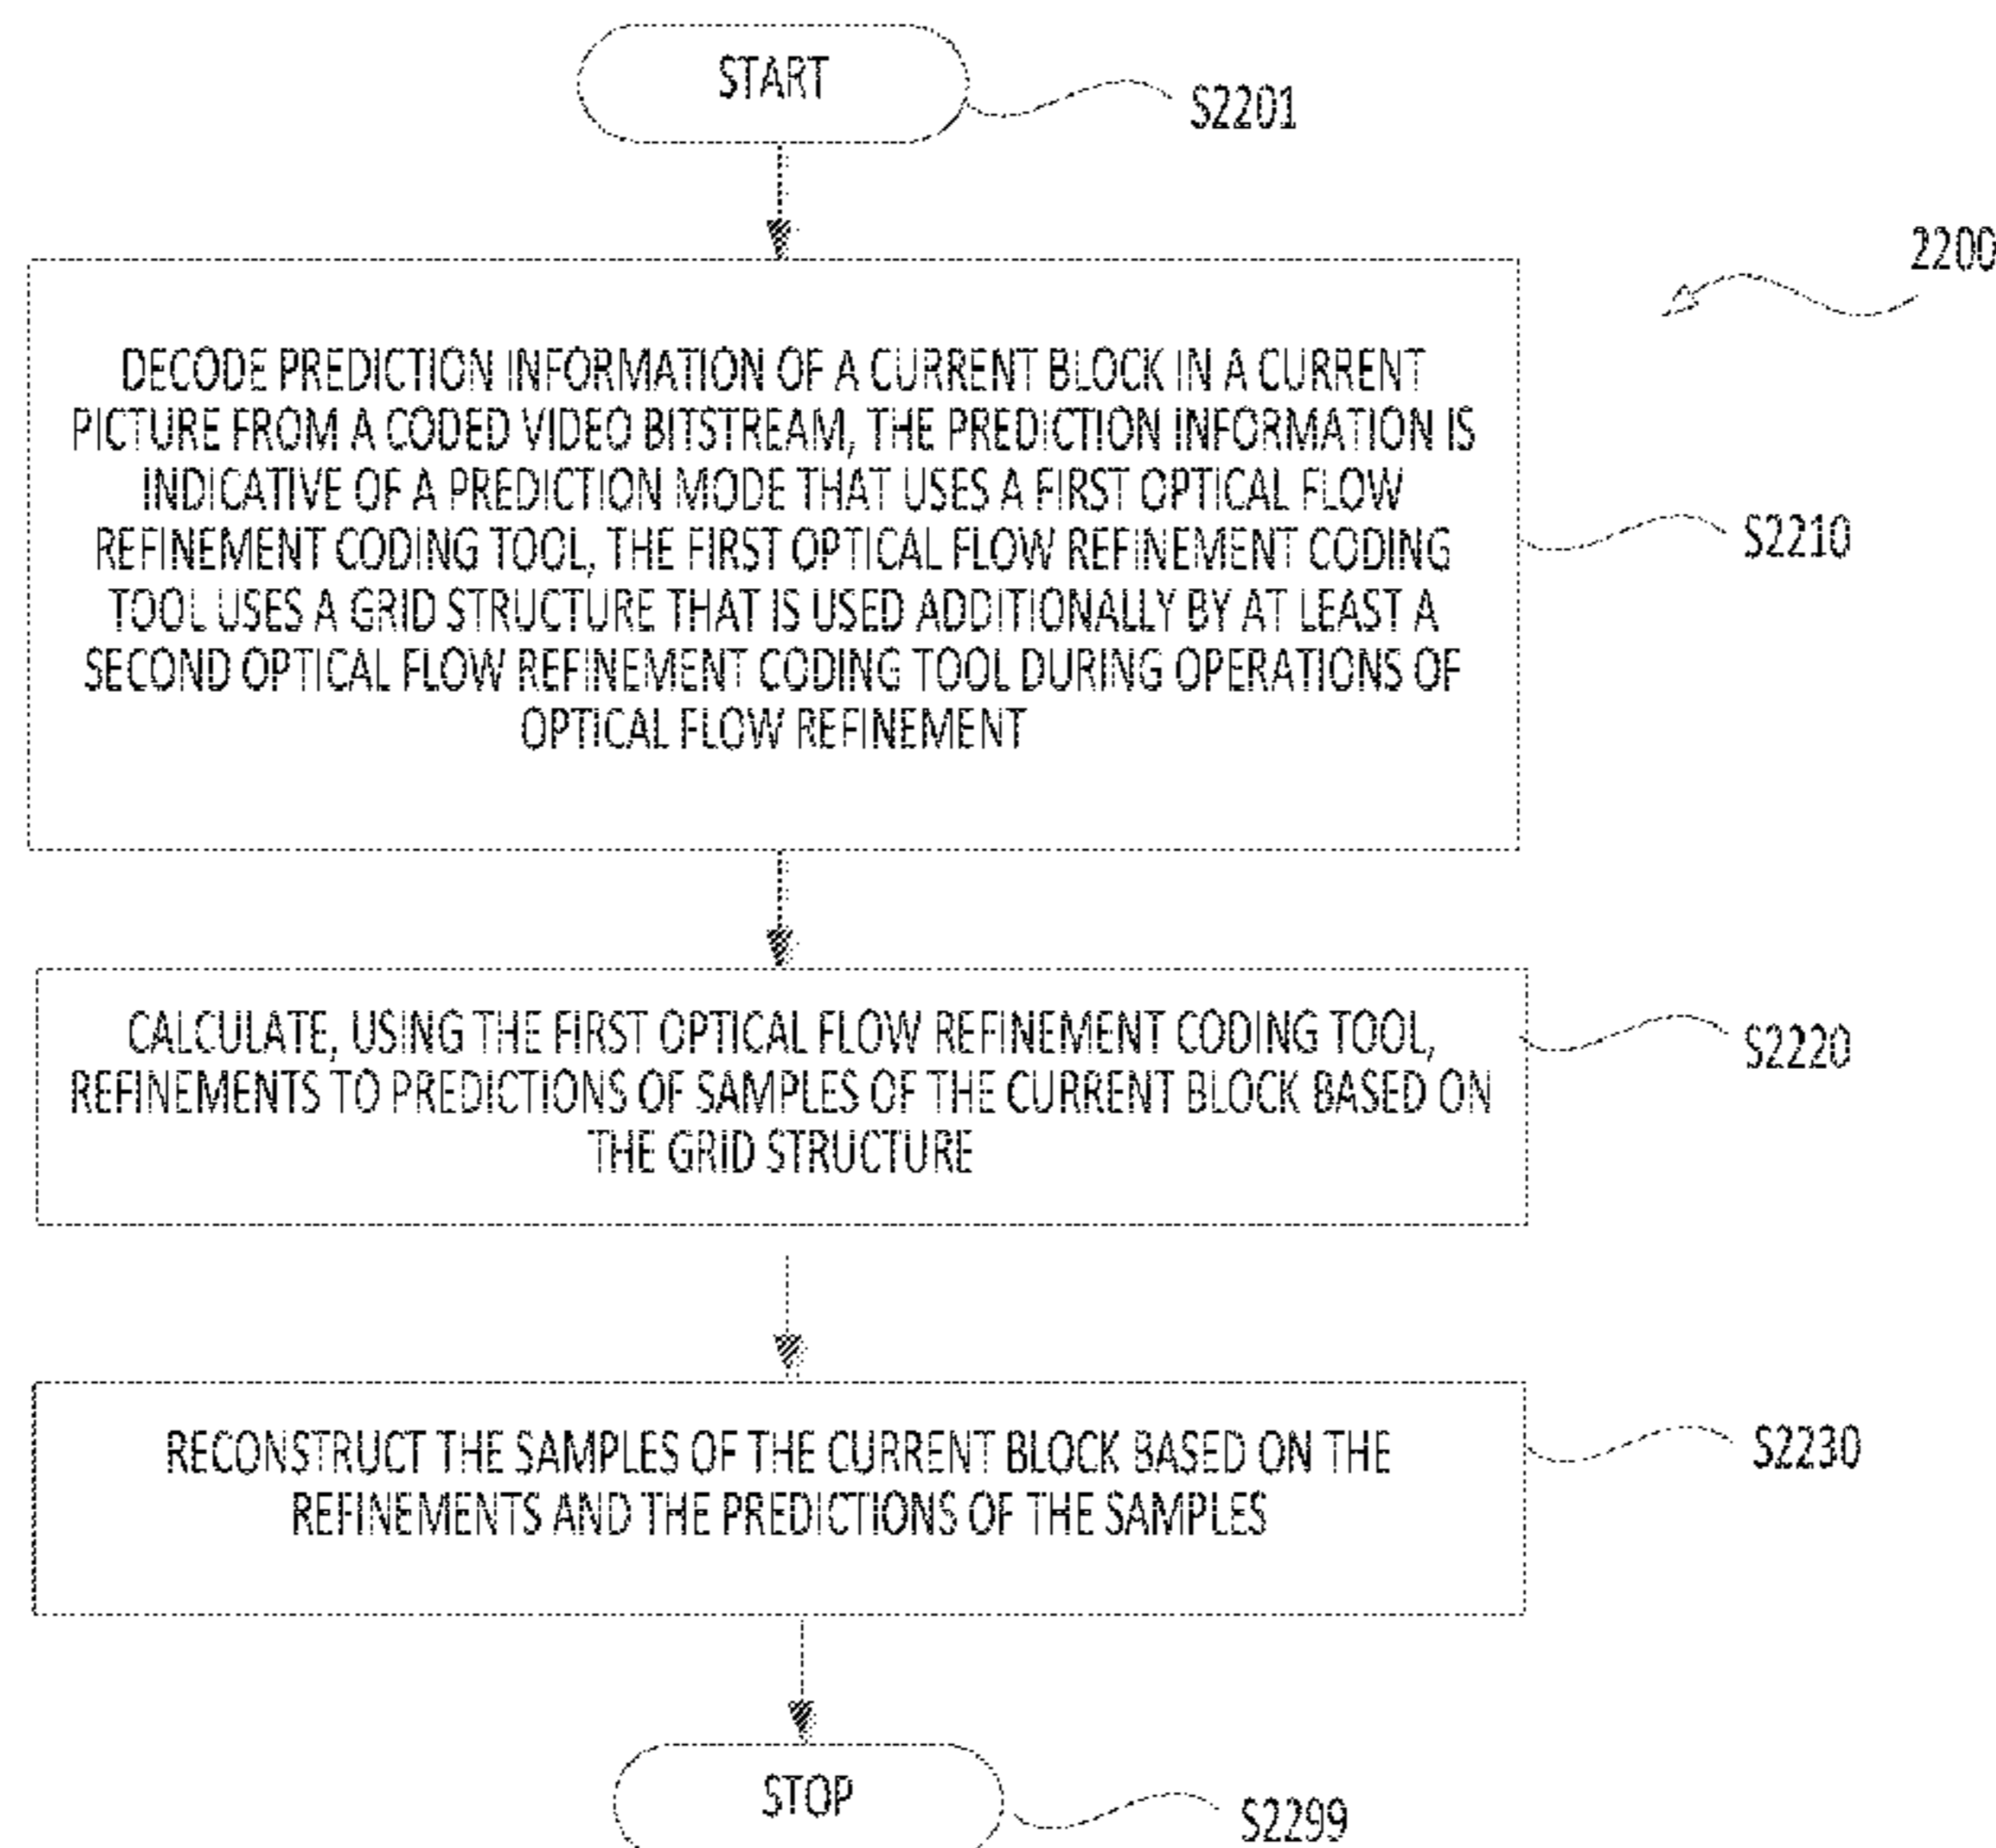 START
S2201
2200
DECODE PREDICTION INFORMATION OF A CURRENT BLOCK IN A CURRENT
PICTURE FROM A CODED VIDEO BITSTREAM, THE PREDICTION INFORMATION IS
INDICATIVE OF A PREDICTION MODE THAT USES A FIRST OPTICAL FLOW
REFINEMENT CODING TOOL, THE FIRST OPTICAL FLOW REFINEMENT CODING
TOOL USES A GRID STRUCTURE THAT IS USED ADDITIONALLY BY AT LEAST A
SECOND OPTICAL FLOW REFINEMENT CODING TOOL DURING OPERATIONS OF
OPTICAL FLOW REFINEMENT
S2210
CALCULATE, USING THE FIRST OPTICAL FLOW REFINEMENT CODING TOOL,
REFINEMENTS TO PREDICTIONS OF SAMPLES OF THE CURRENT BLOCK BASED ON
THE GRID STRUCTURE
S2220
RECONSTRUCT THE SAMPLES OF THE CURRENT BLOCK BASED ON THE
REFINEMENTS AND THE PREDICTIONS OF THE SAMPLES
S2230
STOP
S2299